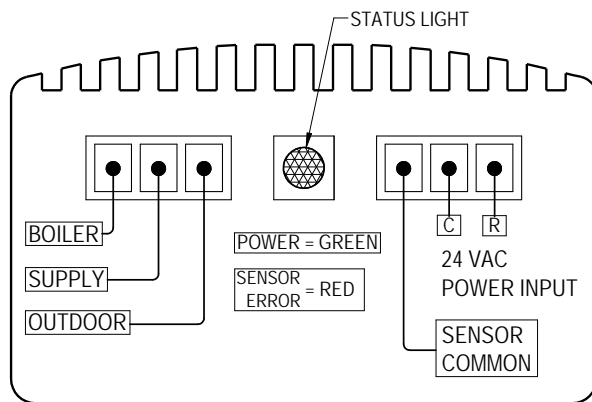 STATUS LIGHT
BOILER
SUPPLY
OUTDOOR
POWER = GREEN
SENSOR
ERROR = RED
C
R
24 VAC
POWER INPUT
SENSOR
COMMON